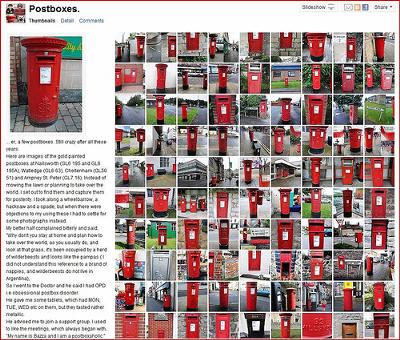 Postboxes.
Slideshow
Share
Thumbnails Detail Comments
... er, a few postboxes. Still crazy after all these
years.
Here are images of the gold painted
postboxes at Nailsworth (GL6 195 and GL6
195A), Watledge (GL6 63), Cheltenham (GL50
51) and Ampney St. Peter (GL7 15). Instead of
mowing the lawn or planning to take over the
world, I set out to find them and capture them
for posterity. I took along a wheelbarrow, a
hacksaw and a spade, but when there were
objections to my using these I had to settle for
some photographs instead.
My better half complained bitterly and said,
"Why don't you stay at home and plan how to
take over the world, as you usually do, and
look at that grass, it's been occupied by a herd
of wilderbeasts and looks like the pampas (I
did not understand this reference to a brand of
nappies, and wilderbeasts do not live in
Argentina).
So I went to the Doctor and he said I had OPD.
i.e obsessional postbox disorder.
He gave me some tablets, which had MON,
TUE, WED etc on them, but they tasted rather
metallic.
He advised me to join a support group. I used
to like the meetings, which always began with,
"My name is Bazza and I am a postboxaholic"